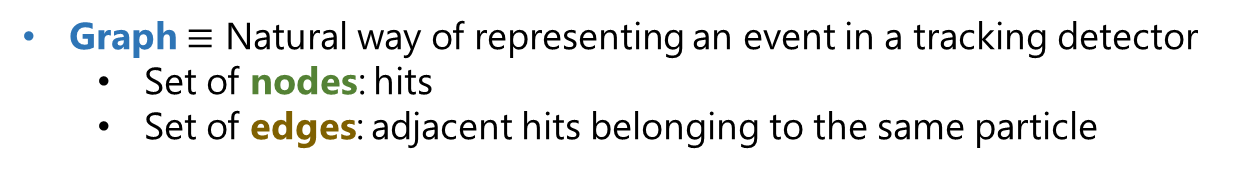 • Graph ≡ Natural way of representing an event in a tracking detector
• Set of nodes: hits
• Set of edges: adjacent hits belonging to the same particle